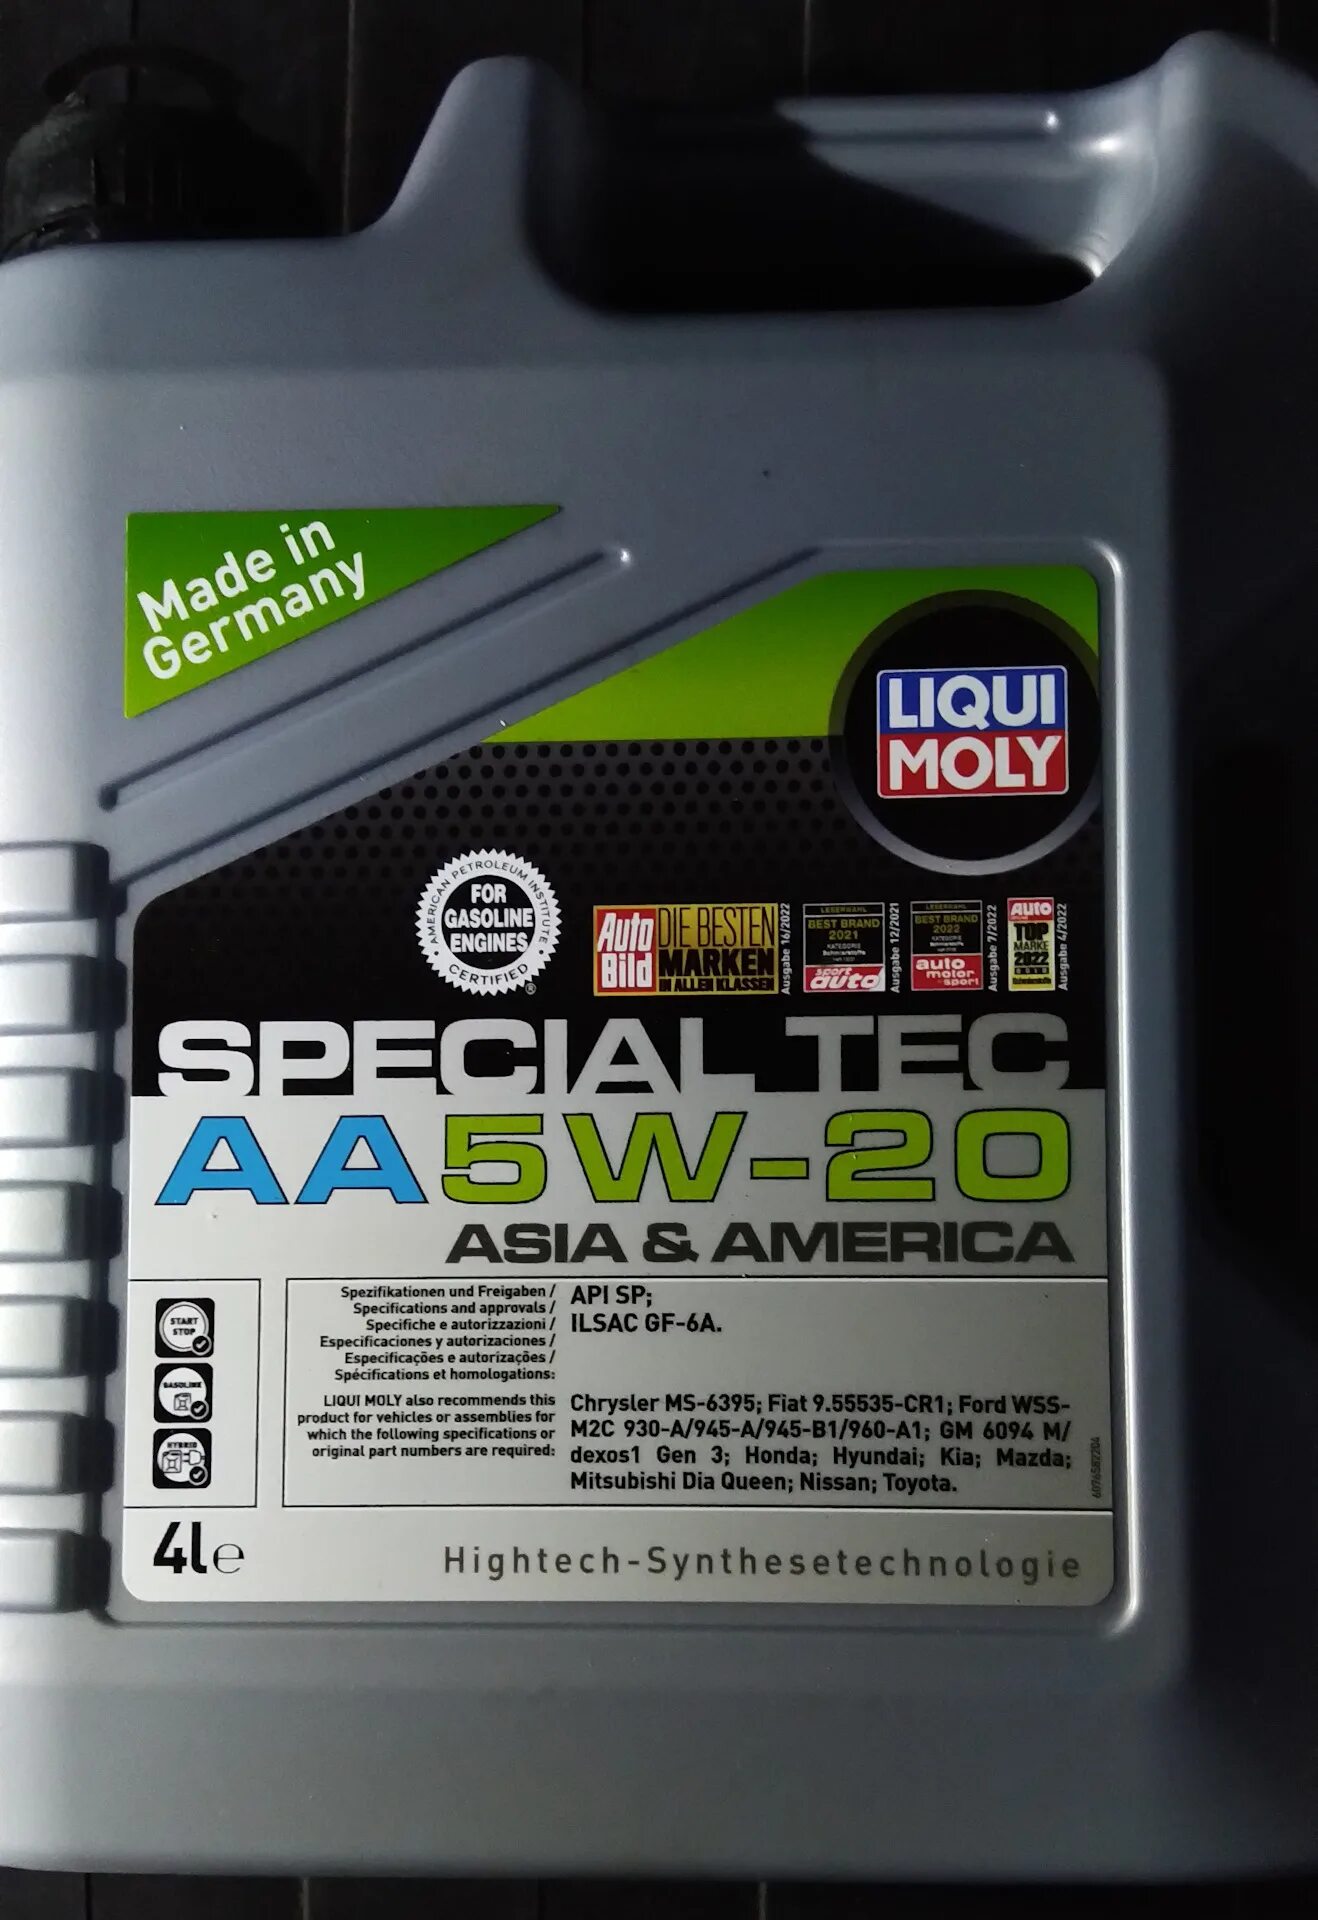 Made in
Germany
LIQUI
MOLY
AMERICAN PETROLEUM INSTITUTE
FOR
GASOLINE
ENGINES
CERTIFIED
®
Auto
Bild
DIE BESTEN
MARKEN
IN ALLEN KLASSEN
Ausgabe 16/2022
LESERWAHL
BEST BRAND
2021
KATEGORIE
Schmierstoffe
sport
auto
Ausgabe 12/2021
LESERWAHL
BEST BRAND
2022
KATEGORIE
Schmierstoffe
auto
motor
sport
Ausgabe 7/2022
AUTO
TOP
MARKE
2022
Ausgabe 4/2022
SPECIAL TEC
AA 5W-20
ASIA & AMERICA
START
STOP
GASOLINE
HYBRID
Spezifikationen und Freigaben /
Specifications and approvals /
Specifiche e autorizzazioni /
Especificaciones y autorizaciones /
Especificações e autorizações /
Spécifications et homologations:
API SP;
ILSAC GF-6A.
LIQUI MOLY also recommends this
product for vehicles or assemblies for
which the following specifications or
original part numbers are required:
Chrysler MS-6395; Fiat 9.55535-CR1; Ford WSS-
M2C 930-A/945-A/945-B1/960-A1; GM 6094 M/
dexos1 Gen 3; Honda; Hyundai; Kia; Mazda;
Mitsubishi Dia Queen; Nissan; Toyota.
4l e
Hightech-Synthesetechnologie